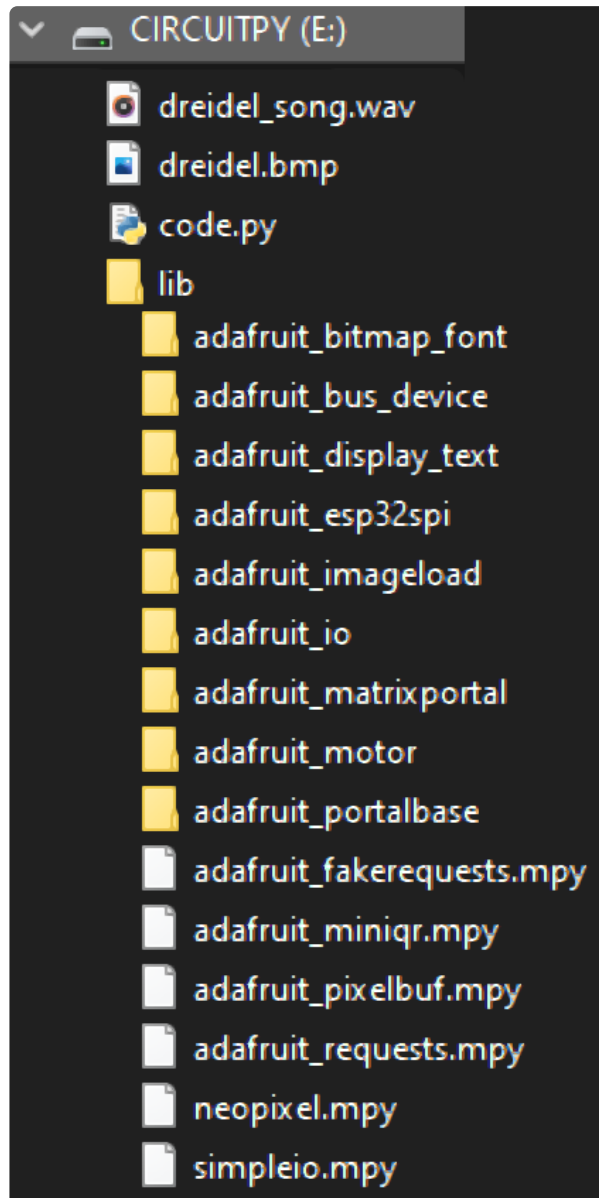 CIRCUITPY (E:)
dreidel_song.wav
dreidel.bmp
code.py
lib
adafruit_bitmap_font
adafruit_bus_device
adafruit_display_text
adafruit_esp32spi
adafruit_imageload
adafruit_io
adafruit_matrixportal
adafruit_motor
adafruit_portalbase
adafruit_fakerequests.mpy
adafruit_miniqr.mpy
adafruit_pixelbuf.mpy
adafruit_requests.mpy
neopixel.mpy
simpleio.mpy